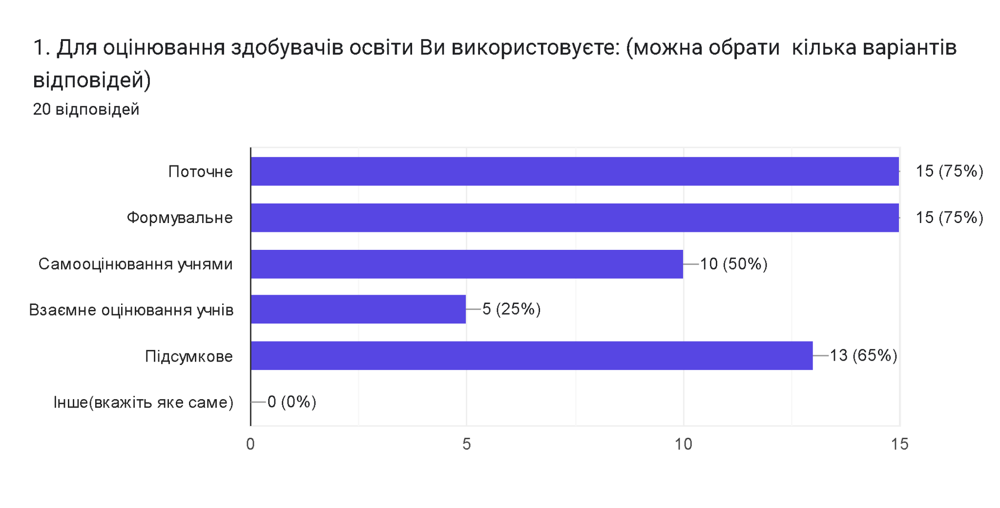 1. Для оцінювання здобувачів освіти Ви використовуєте: (можна обрати  кілька варіантів
відповідей)
20 відповідей
Поточне 15 (75%)
Формувальне 15 (75%)
Самооцінювання учнями 10 (50%)
Взаємне оцінювання учнів 5 (25%)
Підсумкове 13 (65%)
Інше(вкажіть яке саме) 0 (0%)
0 5 10 15